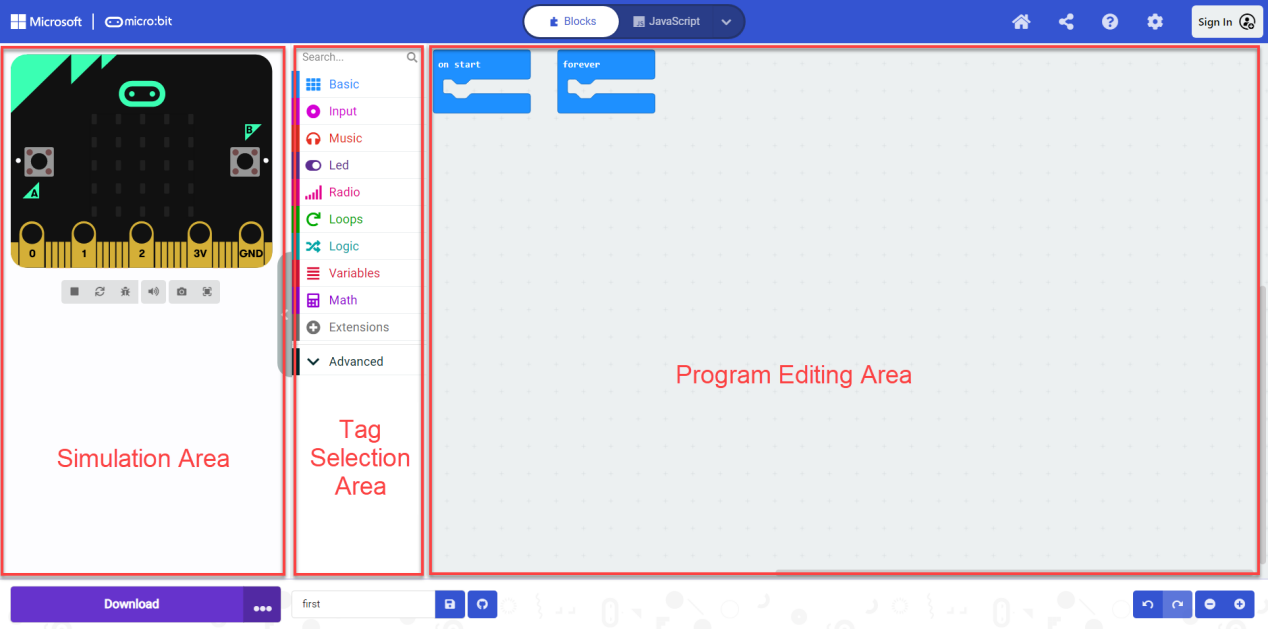 Microsoft micro:bit Blocks JavaScript Sign In
Search...
Basic
Input
Music
Led
Radio
Loops
Logic
Variables
Math
Extensions
Advanced
B
A
0 1 2 3V GND
on start forever
Simulation Area
Tag
Selection
Area
Program Editing Area
Download ••• first